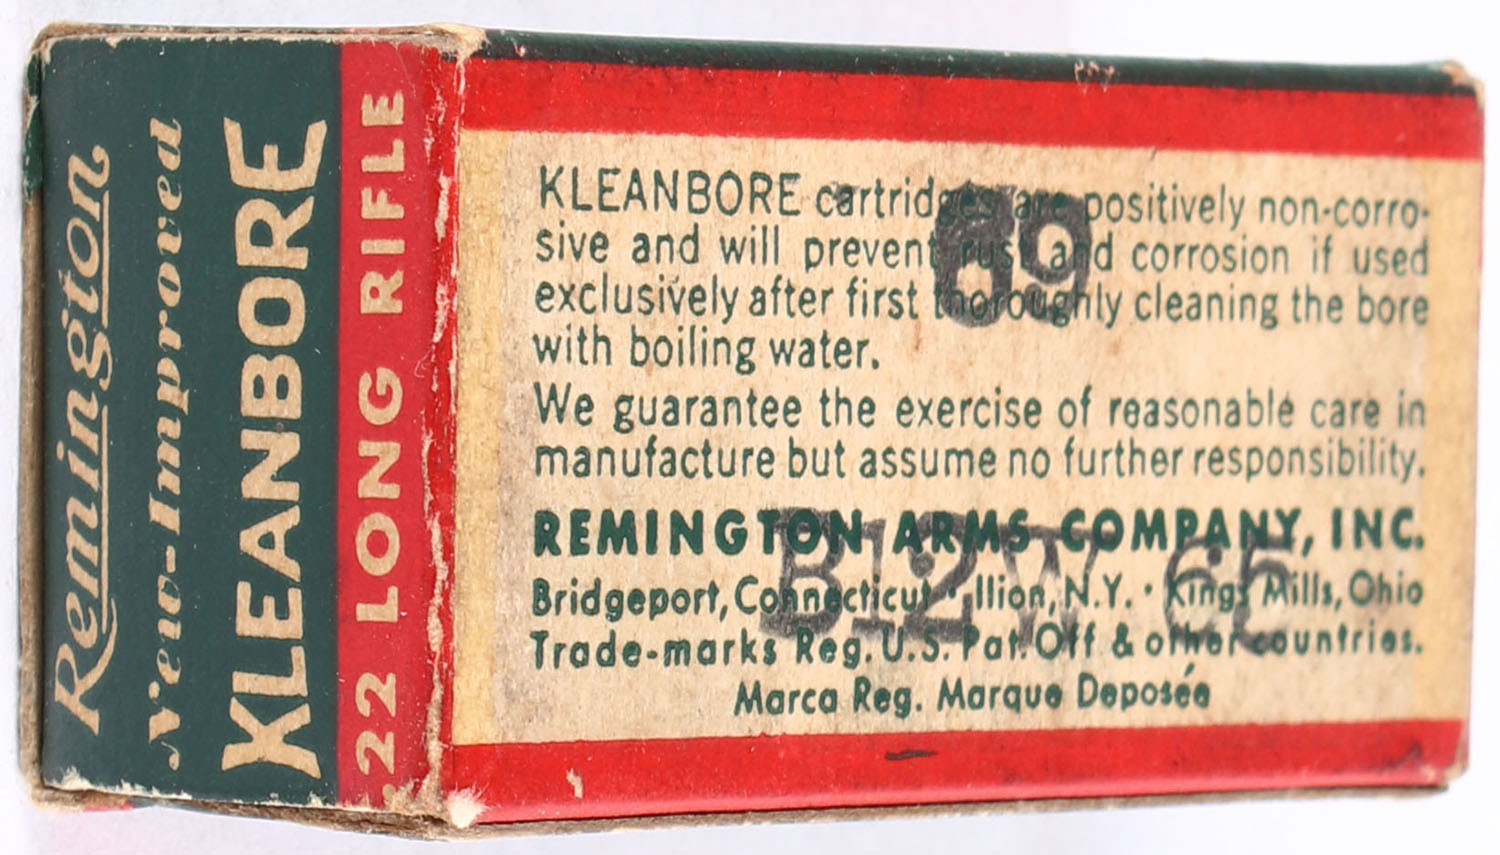 Remington
New-Improved
KLEANBORE
.22 LONG RIFLE
KLEANBORE cartridges are positively non-corro-
sive and will prevent rust and corrosion if used
exclusively after first thoroughly cleaning the bore
with boiling water.
We guarantee the exercise of reasonable care in
manufacture but assume no further responsibility.
REMINGTON ARMS COMPANY, INC.
Bridgeport, Connecticut • Ilion, N.Y. • Kings Mills, Ohio
Trade-marks Reg. U.S. Pat. Off & other countries.
Marca Reg. Marque Deposée
69
B12W